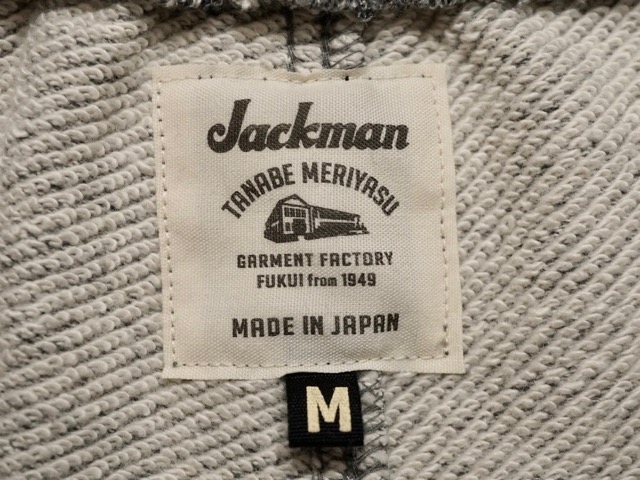 Jackman
TANABE MERIYASU
GARMENT FACTORY
FUKUI from 1949
MADE IN JAPAN
M